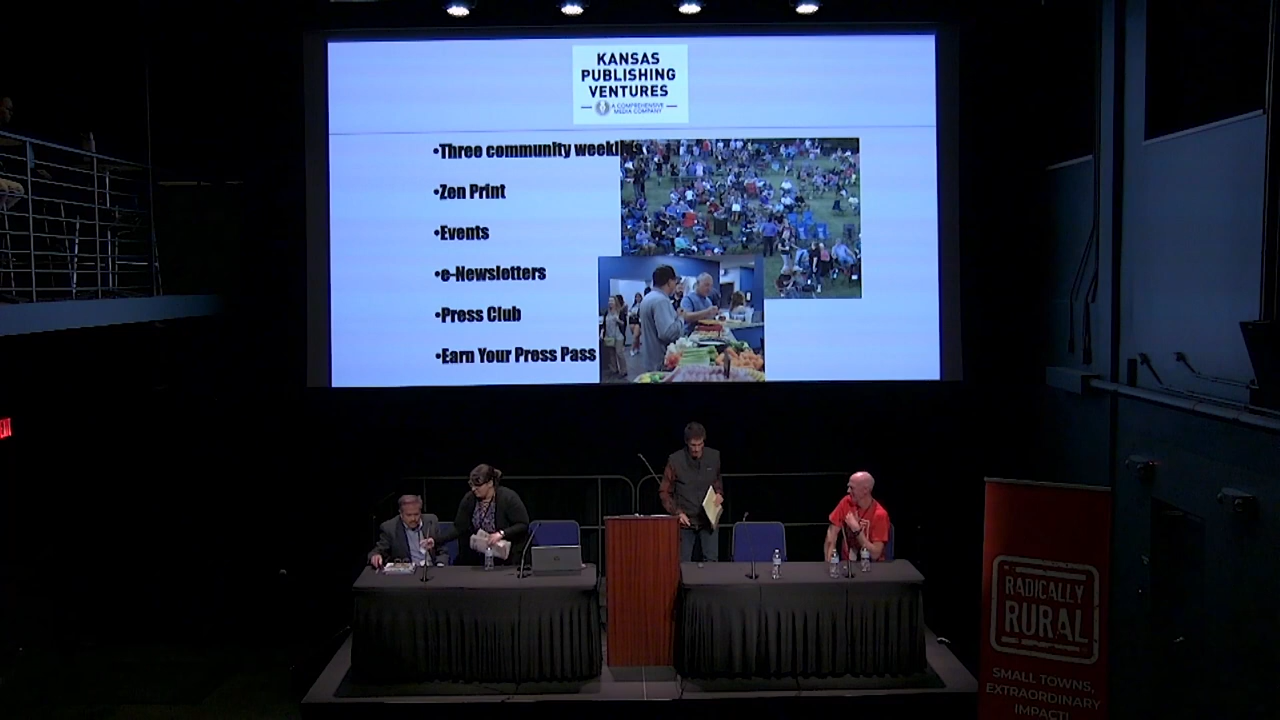 KANSAS
PUBLISHING
VENTURES
A COMPREHENSIVE
MEDIA COMPANY
•Three community weeklies
•Zen Print
•Events
•e-Newsletters
•Press Club
•Earn Your Press Pass
RADICALLY
RURAL
SMALL TOWNS,
EXTRAORDINARY
IMPACT!